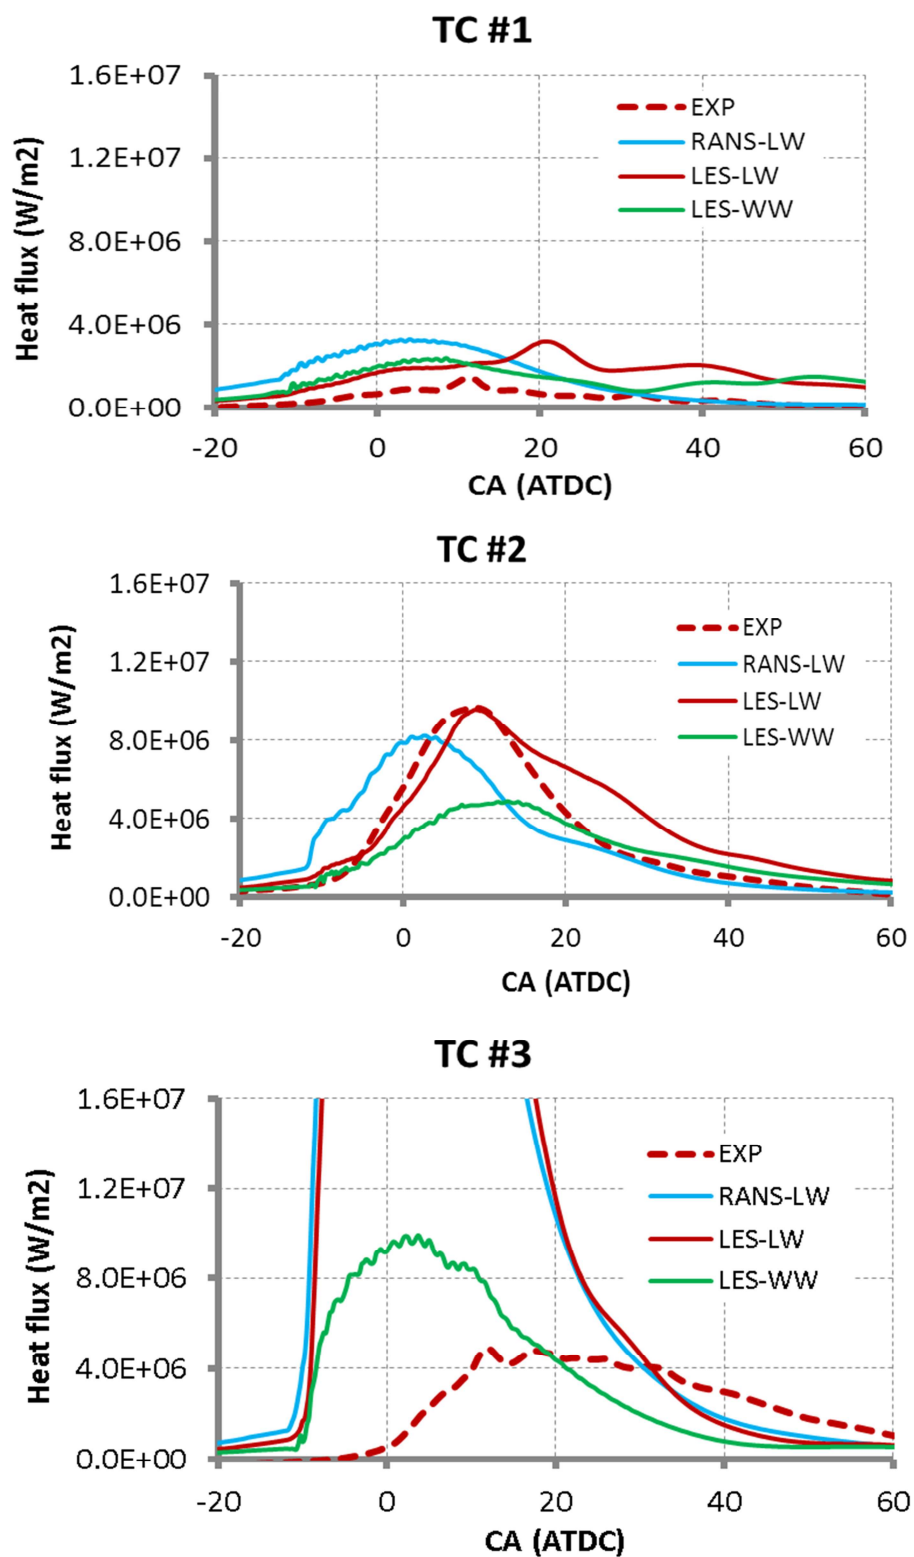 TC #1
1.6E+07
1.2E+07
8.0E+06
4.0E+06
0.0E+00
Heat flux (W/m2)
EXP
RANS-LW
LES-LW
LES-WW
-20 0 20 40 60
CA (ATDC)
TC #2
1.6E+07
1.2E+07
8.0E+06
4.0E+06
0.0E+00
Heat flux (W/m2)
EXP
RANS-LW
LES-LW
LES-WW
-20 0 20 40 60
CA (ATDC)
TC #3
1.6E+07
1.2E+07
8.0E+06
4.0E+06
0.0E+00
Heat flux (W/m2)
EXP
RANS-LW
LES-LW
LES-WW
-20 0 20 40 60
CA (ATDC)